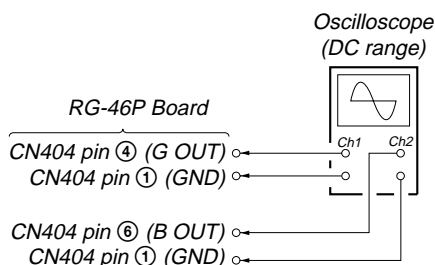 Oscilloscope
(DC range)
RG-46P Board
Ch1 Ch2
CN404 pin ④ (G OUT)
CN404 pin ① (GND)
CN404 pin ⑥ (B OUT)
CN404 pin ① (GND)